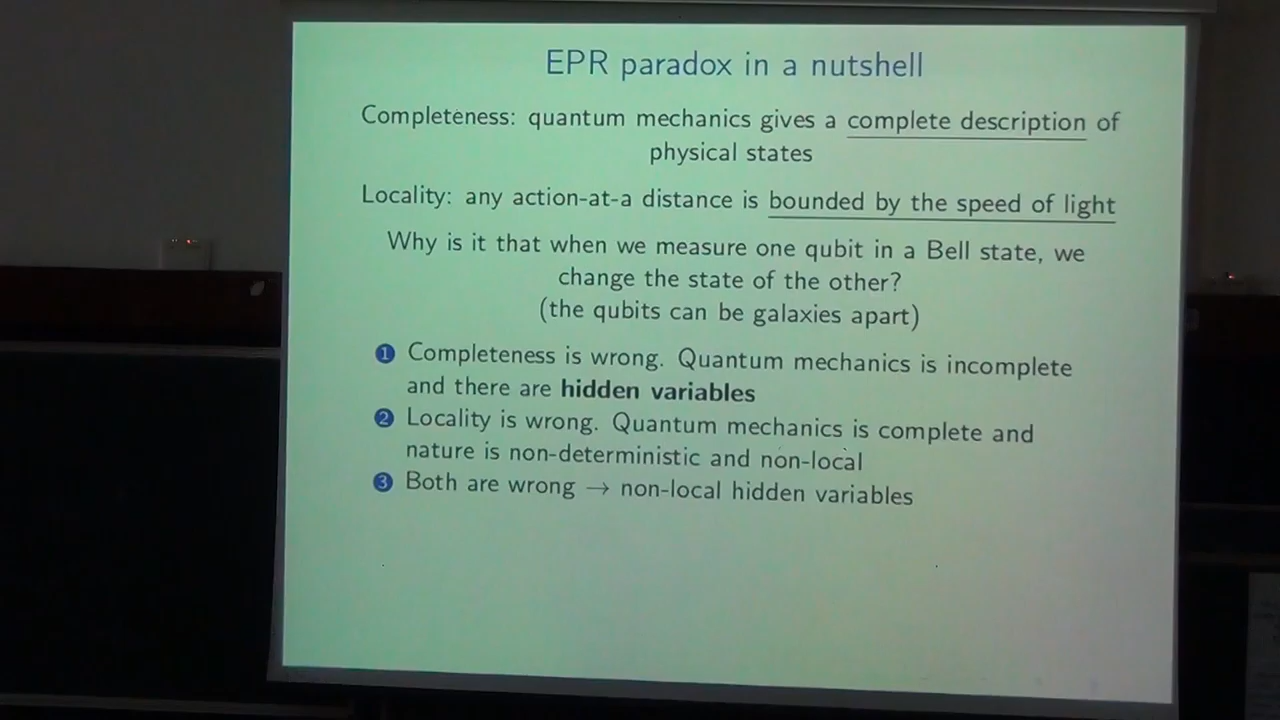 EPR paradox in a nutshell
Completeness: quantum mechanics gives a complete description of
physical states
Locality: any action-at-a distance is bounded by the speed of light
Why is it that when we measure one qubit in a Bell state, we
change the state of the other?
(the qubits can be galaxies apart)
1 Completeness is wrong. Quantum mechanics is incomplete
and there are hidden variables
2 Locality is wrong. Quantum mechanics is complete and
nature is non-deterministic and non-local
3 Both are wrong → non-local hidden variables